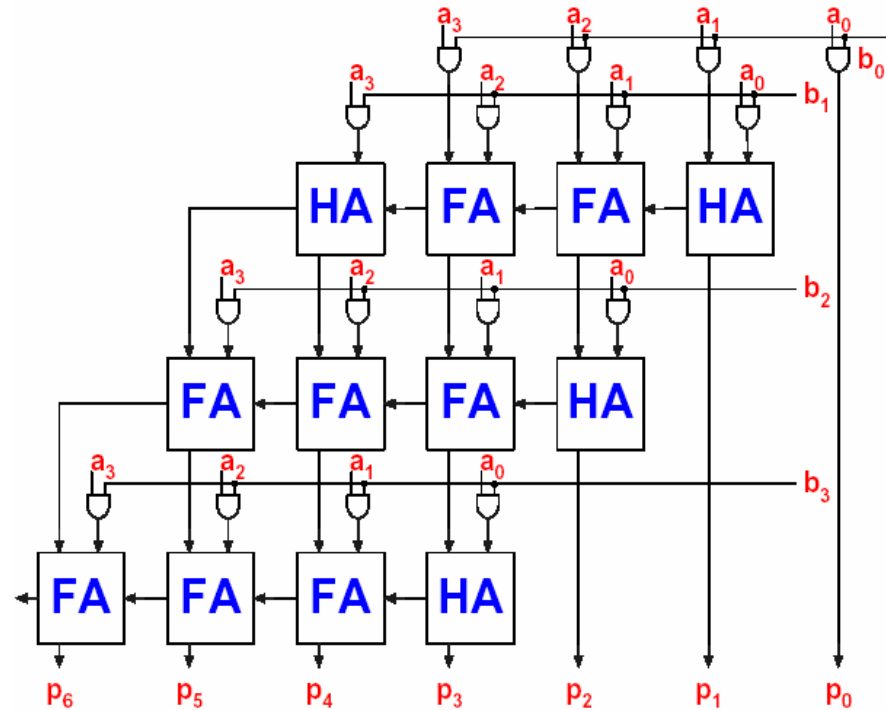 a₃ a₂ a₁ a₀
b₀
a₃ a₂ a₁ a₀
b₁
HA FA FA HA
a₃ a₂ a₁ a₀
b₂
FA FA FA HA
a₃ a₂ a₁ a₀
b₃
FA FA FA HA
p₆ p₅ p₄ p₃ p₂ p₁ p₀